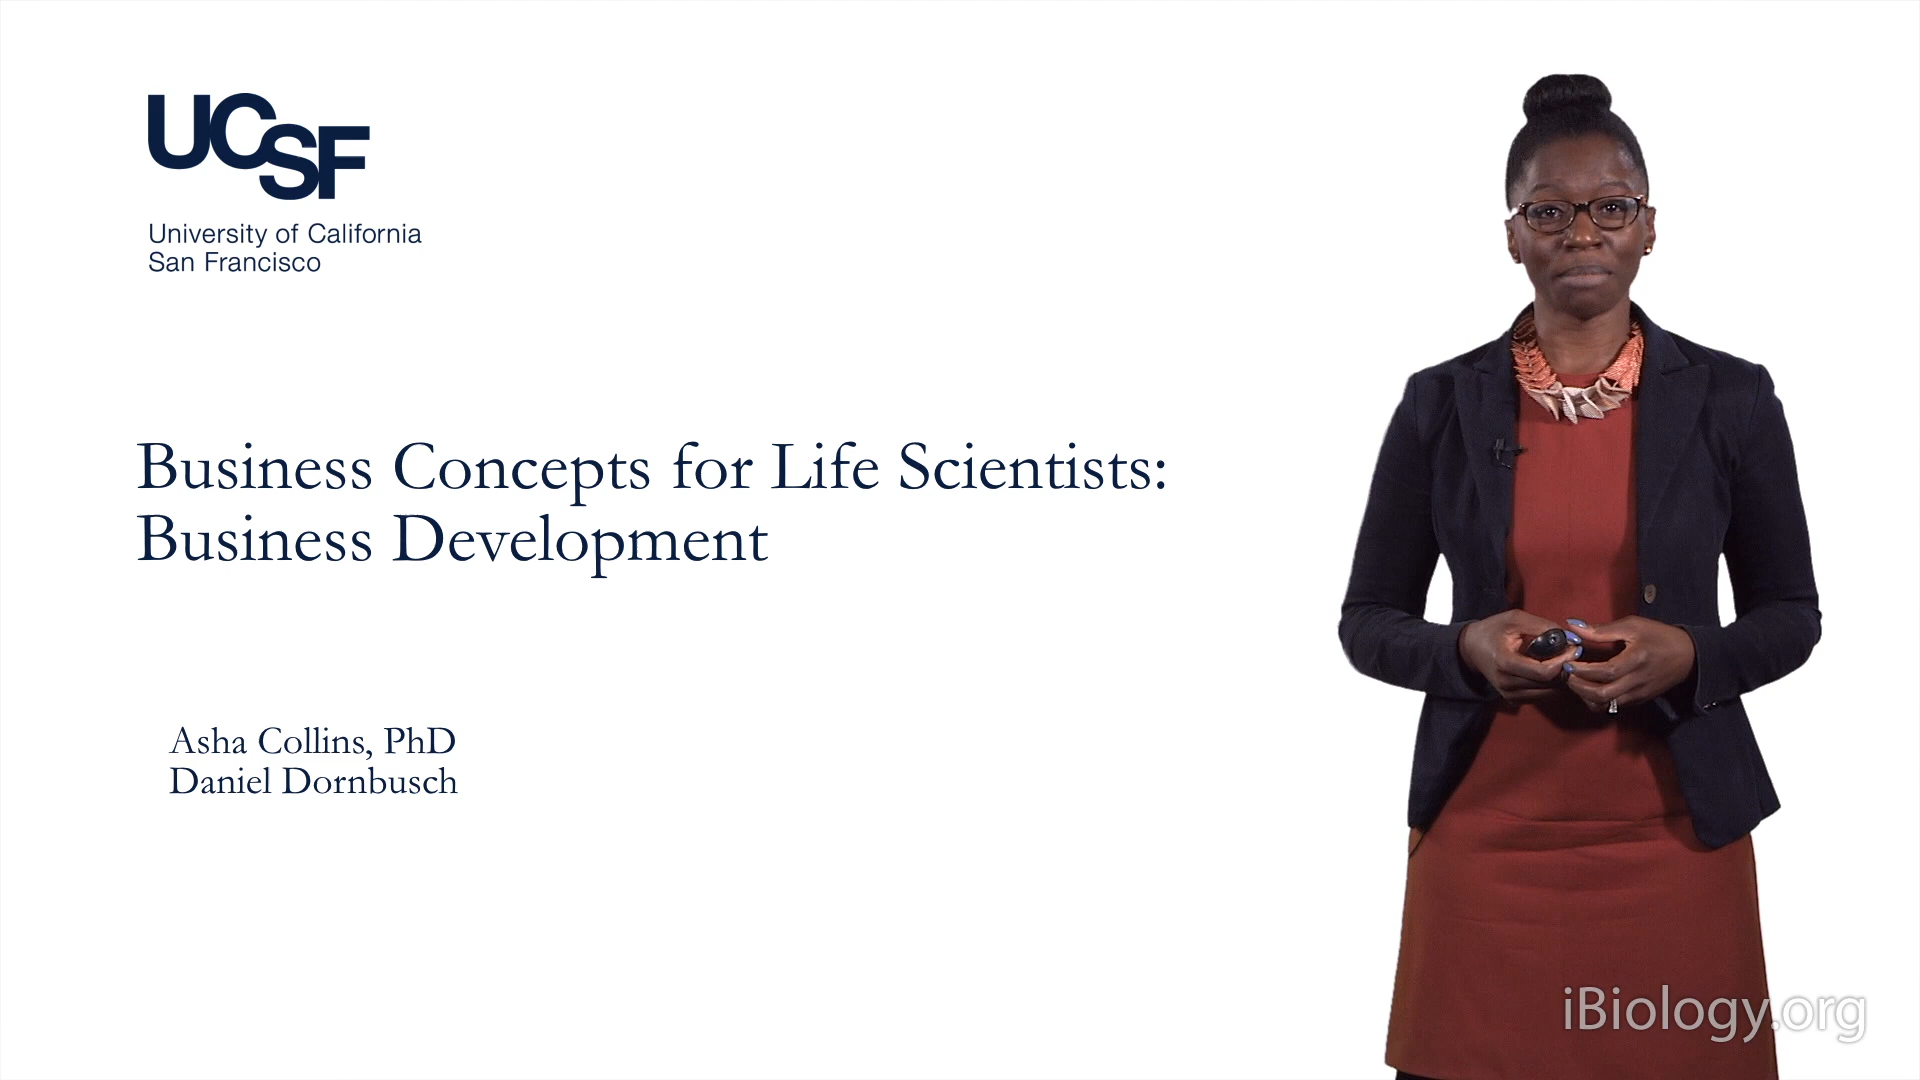 UCSF
University of California
San Francisco
Business Concepts for Life Scientists:
Business Development
Asha Collins, PhD
Daniel Dornbusch
iBiology.org